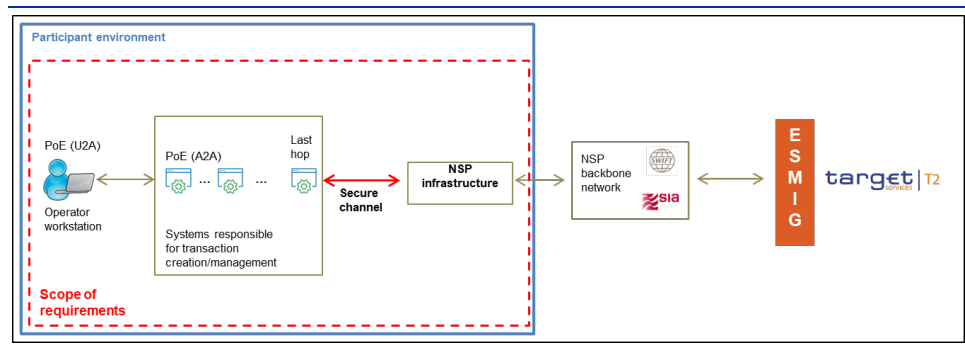 Participant environment
PoE (U2A)
Operator
workstation
PoE (A2A)
...
...
Last
hop
Systems responsible
for transaction
creation/management
Secure
channel
NSP
infrastructure
NSP
backbone
network
SWIFT
sia
E
S
M
I
G
target
services
T2
Scope of
requirements